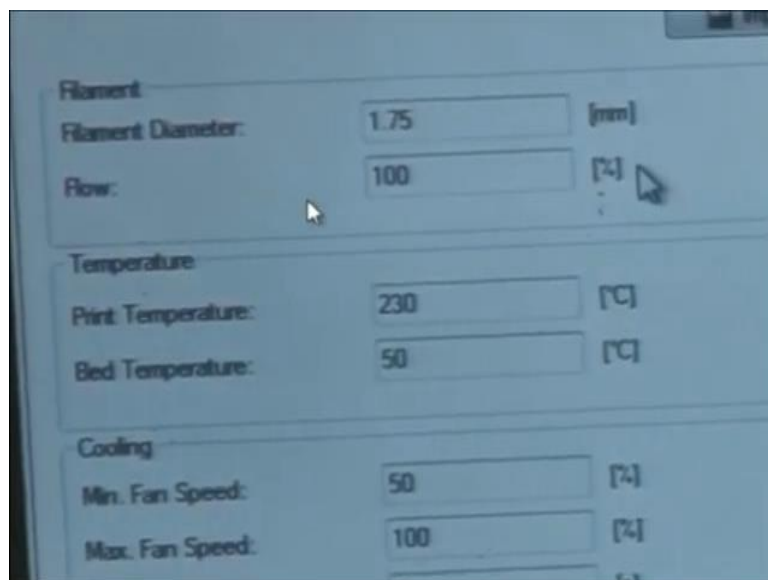 Filament
Filament Diameter: 1.75 [mm]
Flow: 100 [%]
Temperature
Print Temperature: 230 [°C]
Bed Temperature: 50 [°C]
Cooling
Min. Fan Speed: 50 [%]
Max. Fan Speed: 100 [%]